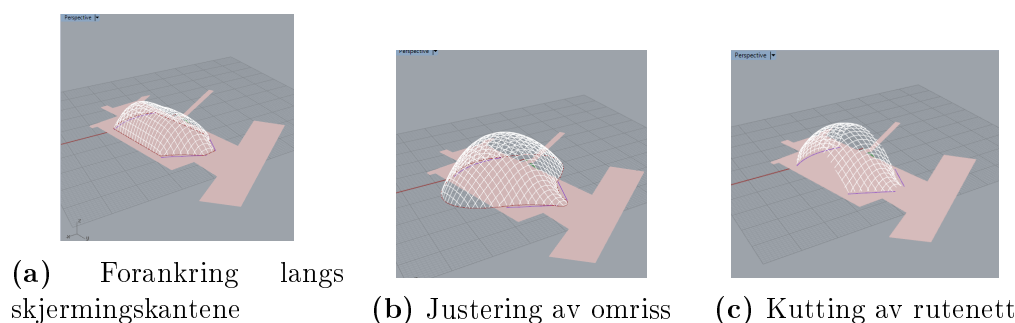 Perspective
Perspective
Perspective
(a) Forankring langs
skjermingskantene
(b) Justering av omriss
(c) Kutting av rutenett